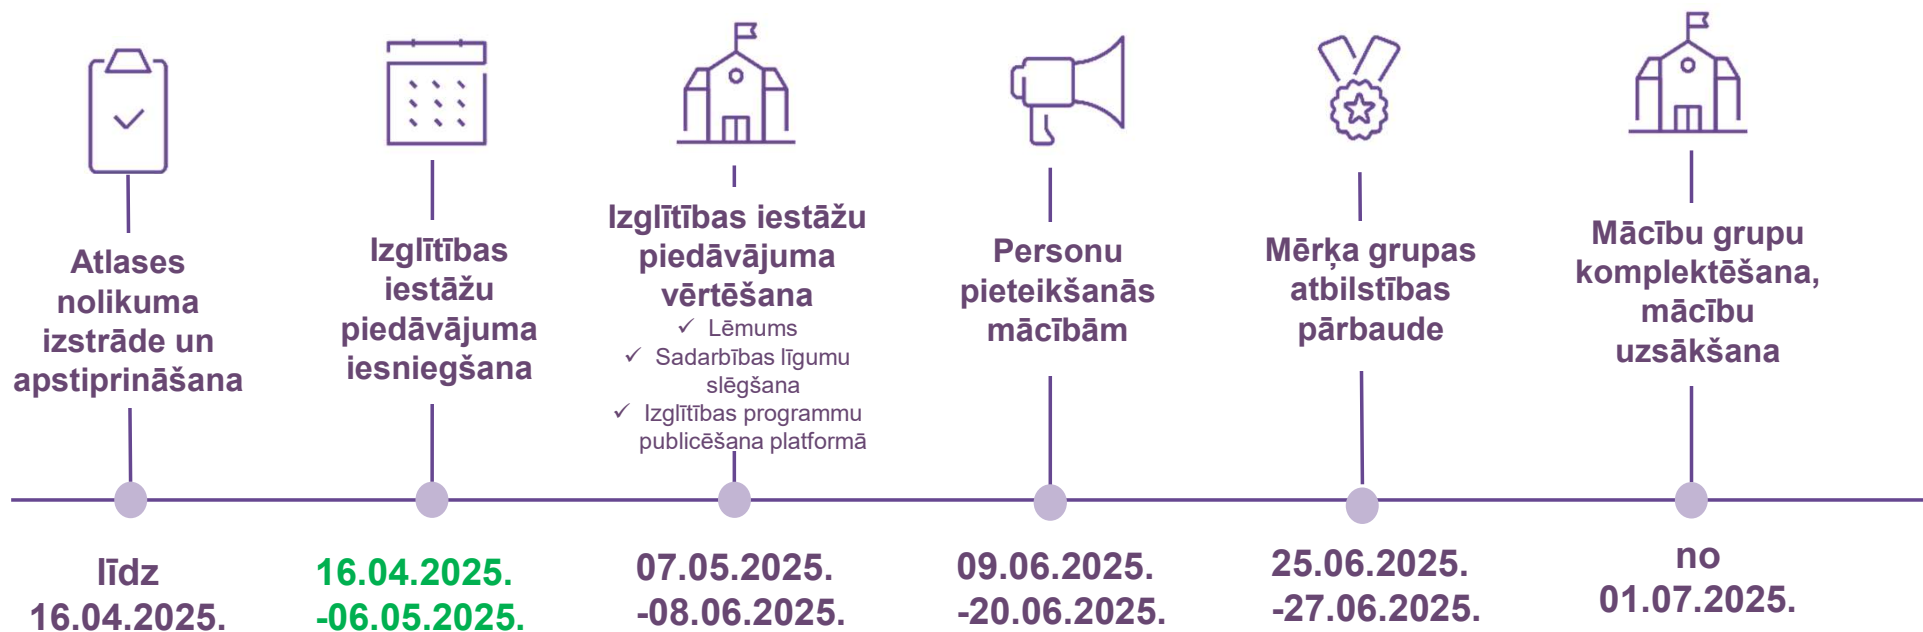 Atlases
nolikuma
izstrāde un
apstiprināšana
līdz
16.04.2025.
Izglītības
iestāžu
piedāvājuma
iesniegšana
16.04.2025.
-06.05.2025.
Izglītības iestāžu
piedāvājuma
vērtēšana
✓ Lēmums
✓ Sadarbības līgumu
slēgšana
✓ Izglītības programmu
publicēšana platformā
07.05.2025.
-08.06.2025.
Personu
pieteikšanās
mācībām
09.06.2025.
-20.06.2025.
Mērķa grupas
atbilstības
pārbaude
25.06.2025.
-27.06.2025.
Mācību grupu
komplektēšana,
mācību
uzsākšana
no
01.07.2025.